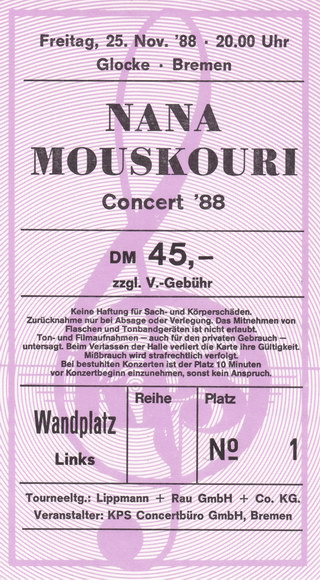 Freitag, 25. Nov. '88 · 20.00 Uhr
Glocke · Bremen
NANA
MOUSKOURI
Concert '88
DM 45,–
zzgl. V.-Gebühr
Keine Haftung für Sach- und Körperschäden.
Zurücknahme nur bei Absage oder Verlegung. Das Mitnehmen von
Flaschen und Tonbandgeräten ist nicht erlaubt.
Ton- und Filmaufnahmen — auch für den privaten Gebrauch —
untersagt. Beim Verlassen der Halle verliert die Karte ihre Gültigkeit.
Mißbrauch wird strafrechtlich verfolgt.
Bei bestuhlten Konzerten ist der Platz 10 Minuten
vor Konzertbeginn einzunehmen, sonst kein Anspruch.
Wandplatz
Links
Reihe
Platz
Nº 1
Tourneeltg.: Lippmann + Rau GmbH + Co. KG.
Veranstalter: KPS Concertbüro GmbH, Bremen